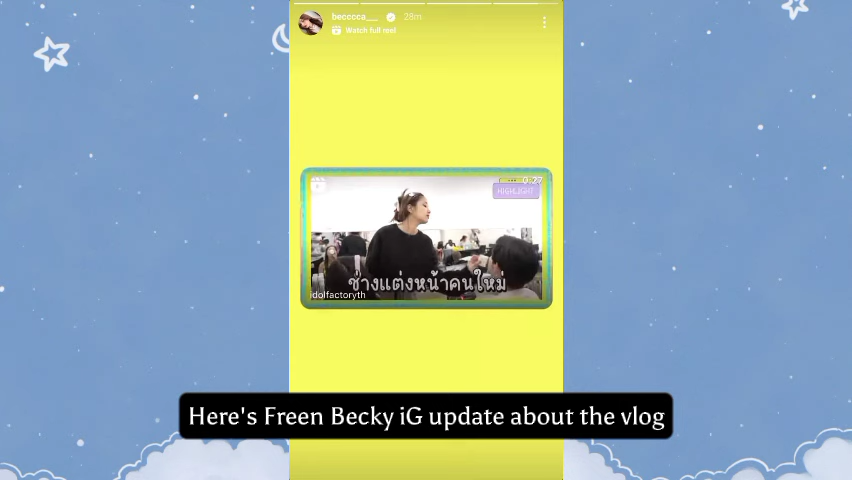 becccca___ 28m
Watch full reel
0:27
HIGHLIGHT
ช่างแต่งหน้าคนใหม่
idolfactoryth
Here's Freen Becky iG update about the vlog